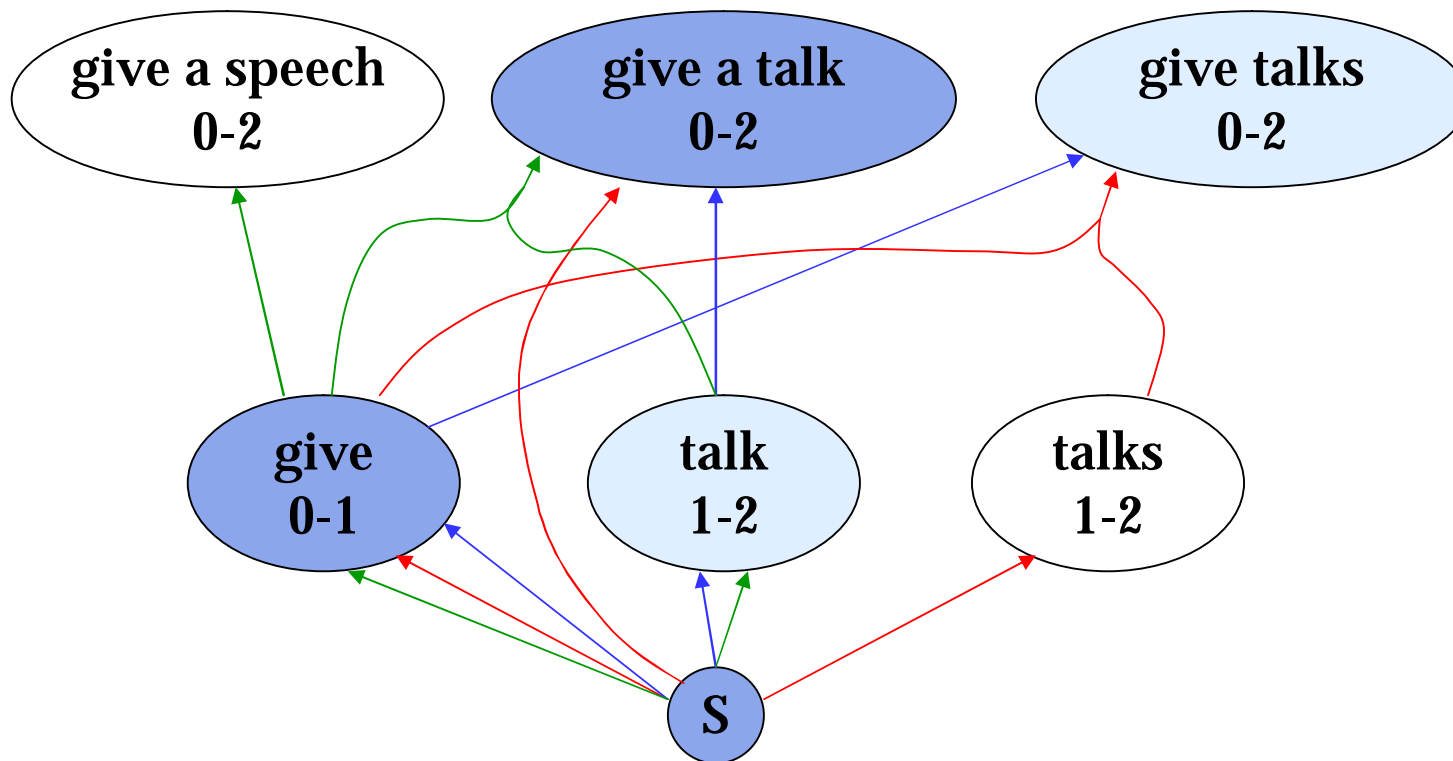 give a speech
0-2
give a talk
0-2
give talks
0-2
give
0-1
talk
1-2
talks
1-2
S